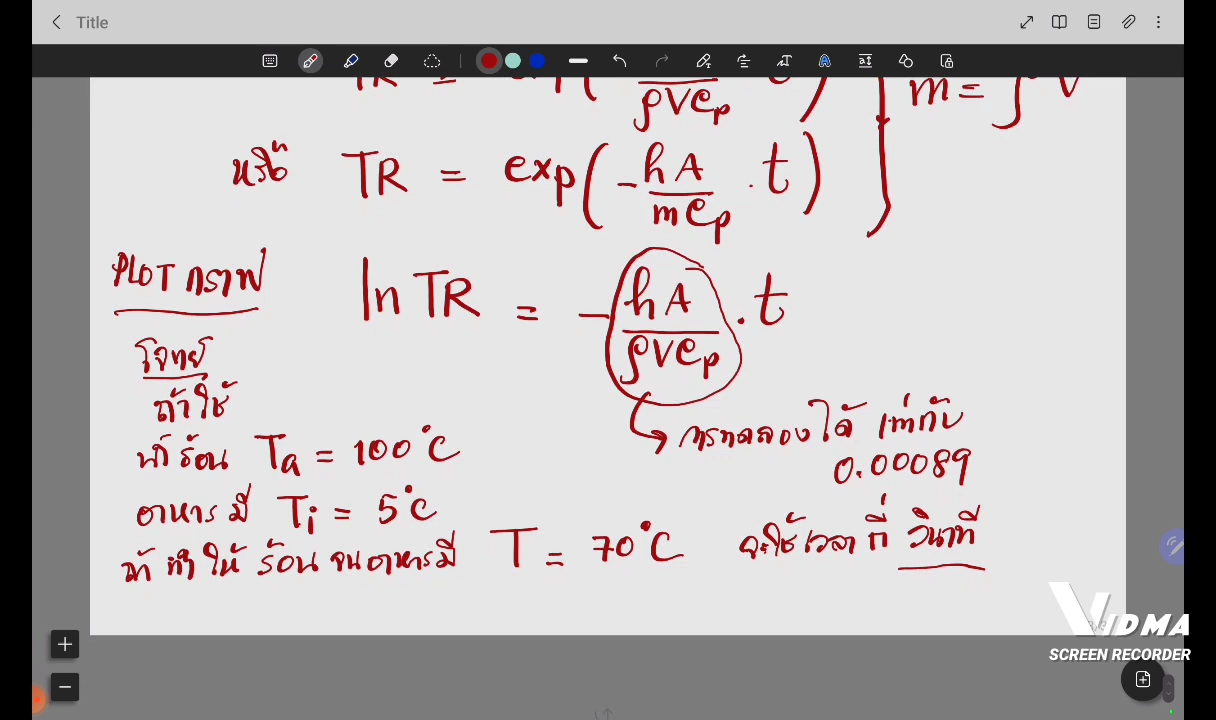 Title
ρVCp
m = ρV
หรือ TR = exp(-hA/mCp . t)
PLOT กราฟ
ln TR = -hA/ρVCp . t
โจทย์
ถ้าใช้
การทดลองได้ เท่ากับ
0.00089
น้ำร้อน Ta = 100°C
อาหารมี Ti = 5°C
ถ้าทำให้ร้อนจนอาหารมี T = 70°C จะใช้เวลากี่ วินาที
VIDMA
SCREEN RECORDER